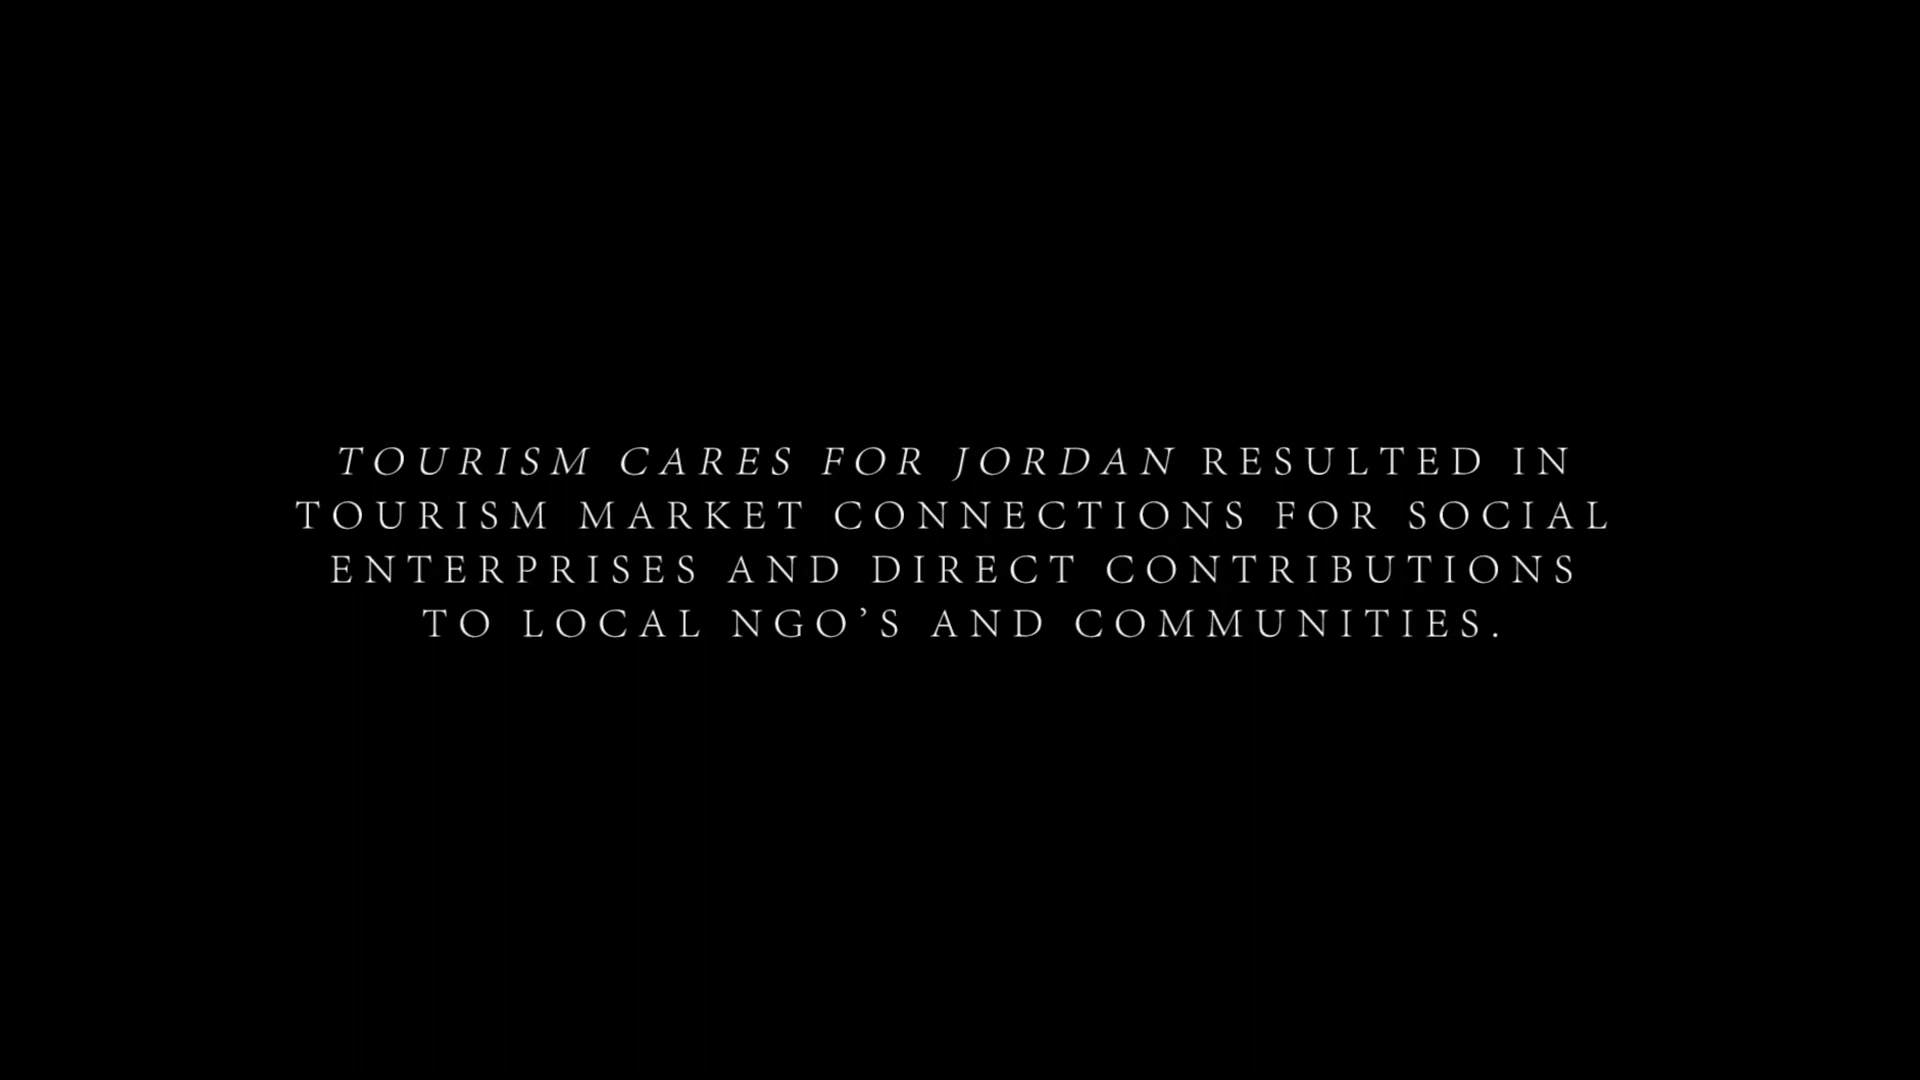 TOURISM CARES FOR JORDAN RESULTED IN
TOURISM MARKET CONNECTIONS FOR SOCIAL
ENTERPRISES AND DIRECT CONTRIBUTIONS
TO LOCAL NGO’S AND COMMUNITIES.